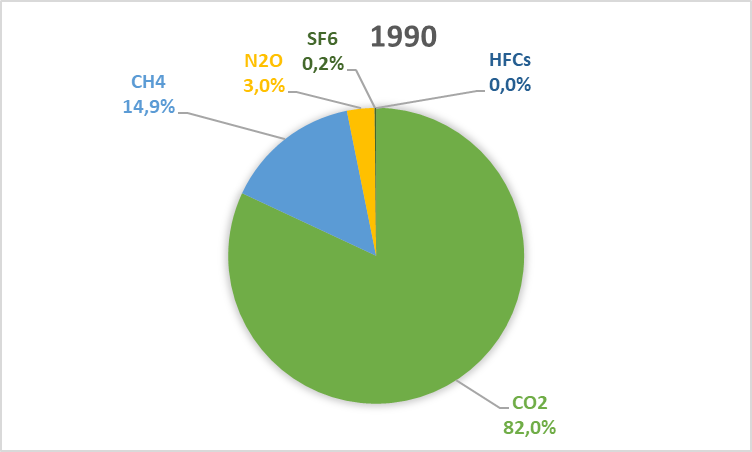 1990
SF6
0,2%
N2O
3,0%
HFCs
0,0%
CH4
14,9%
CO2
82,0%